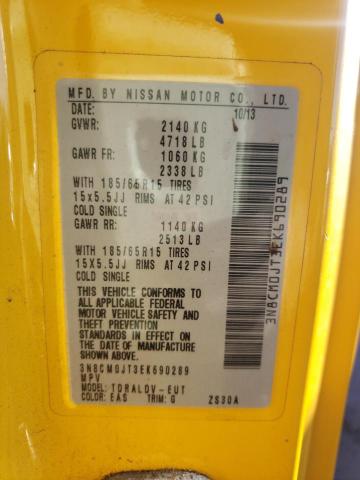 MFD. BY NISSAN MOTOR CO., LTD.
DATE: 10/13
GVWR: 2140 KG
4718 LB
GAWR FR: 1060 KG
2338 LB
WITH 185/65R15 TIRES
15x5.5JJ RIMS AT 42 PSI
COLD SINGLE
GAWR RR: 1140 KG
2513 LB
WITH 185/65R15 TIRES
15X5.5JJ RIMS AT 42 PSI
COLD SINGLE
THIS VEHICLE CONFORMS TO
ALL APPLICABLE FEDERAL
MOTOR VEHICLE SAFETY
AND THEFT PREVENTION
STANDARDS IN EFFECT ON
THE DATE OF MANUFACTURE
SHOWN ABOVE.
3N8CM0JT3EK690289
MPV
MODEL: TDRALDV-EUT
COLOR: EAS TRIM: G ZS30A
3N8CM0JT3EK690289